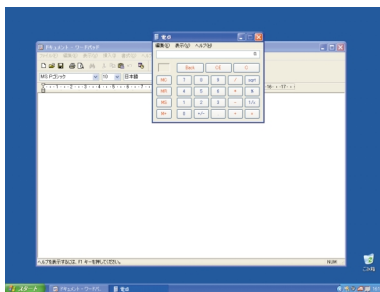 電卓
編集(E) 表示(V) ヘルプ(H)
0.
Back CE C
MC 7 8 9 / sqrt
MR 4 5 6 * %
MS 1 2 3 - 1/x
M+ 0 +/- . + =
ドキュメント - ワードパッド
MS Pゴシック 10 日本語
ヘルプを表示するには、F1 キーを押してください。
NUM
ごみ箱
スタート
ドキュメント - ワードパ...
電卓